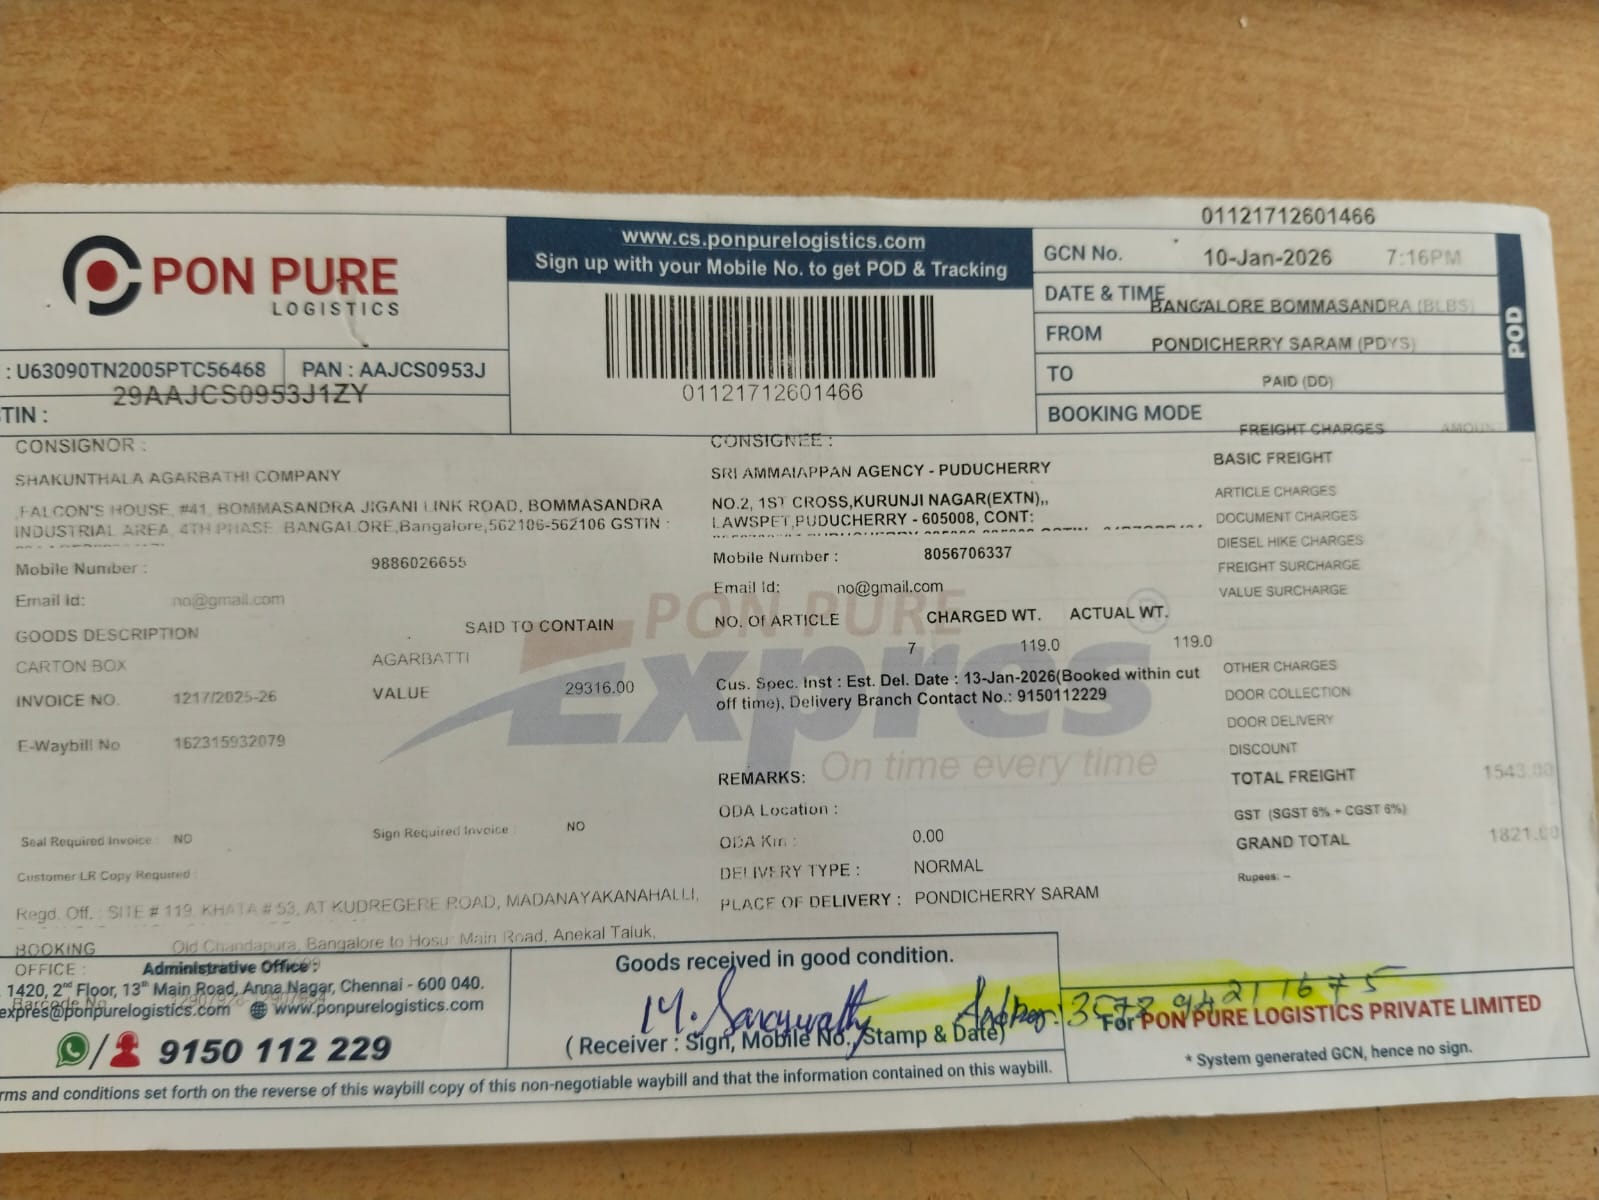 01121712601466
PON PURE
LOGISTICS
www.cs.ponpurelogistics.com
Sign up with your Mobile No. to get POD & Tracking
01121712601466
GCN No. 10-Jan-2026 7:16PM
DATE & TIME BANGALORE BOMMASANDRA (BLBS)
FROM PONDICHERRY SARAM (PDYS)
TO PAID (DD)
BOOKING MODE
POD
: U63090TN2005PTC56468 PAN : AAJCS0953J
29AAJCS0953J1ZY
TIN :
CONSIGNOR :
SHAKUNTHALA AGARBATHI COMPANY
,FALCON'S HOUSE, #41, BOMMASANDRA JIGANI LINK ROAD, BOMMASANDRA
INDUSTRIAL AREA, 4TH PHASE, BANGALORE,Bangalore,562106-562106 GSTIN :
Mobile Number : 9886026655
Email Id: no@gmail.com
GOODS DESCRIPTION SAID TO CONTAIN
CARTON BOX AGARBATTI
INVOICE NO. 1217/2025-26 VALUE 29316.00
E-Waybill No 162315932079
Seal Required Invoice : NO Sign Required Invoice : NO
Customer LR Copy Required :
Regd. Off. : SITE # 119, KHATA # 53, AT KUDREGERE ROAD, MADANAYAKANAHALLI,
BOOKING Old Chandapura, Bangalore to Hosur Main Road, Anekal Taluk,
OFFICE :
CONSIGNEE :
SRI AMMAIAPPAN AGENCY - PUDUCHERRY
NO.2, 1ST CROSS,KURUNJI NAGAR(EXTN),,
LAWSPET,PUDUCHERRY - 605008, CONT:
Mobile Number : 8056706337
Email Id: no@gmail.com
NO. Of ARTICLE CHARGED WT. ACTUAL WT.
7 119.0 119.0
Cus. Spec. Inst : Est. Del. Date : 13-Jan-2026(Booked within cut
off time), Delivery Branch Contact No.: 9150112229
PON PURE
Expres
On time every time
REMARKS:
ODA Location :
ODA Km : 0.00
DELIVERY TYPE : NORMAL
PLACE OF DELIVERY : PONDICHERRY SARAM
FREIGHT CHARGES AMOUNT
BASIC FREIGHT
ARTICLE CHARGES
DOCUMENT CHARGES
DIESEL HIKE CHARGES
FREIGHT SURCHARGE
VALUE SURCHARGE
OTHER CHARGES
DOOR COLLECTION
DOOR DELIVERY
DISCOUNT
TOTAL FREIGHT 1543.00
GST (SGST 6% + CGST 6%)
GRAND TOTAL 1821.00
Rupees: -
Administrative Office :
1420, 2nd Floor, 13th Main Road, Anna Nagar, Chennai - 600 040.
Barcode No
expres@ponpurelogistics.com www.ponpurelogistics.com
9150 112 229
Goods received in good condition.
M. Saraswathy
(Receiver : Sign, Mobile No., Stamp & Date)
For PON PURE LOGISTICS PRIVATE LIMITED
* System generated GCN, hence no sign.
rms and conditions set forth on the reverse of this waybill copy of this non-negotiable waybill and that the information contained on this waybill.